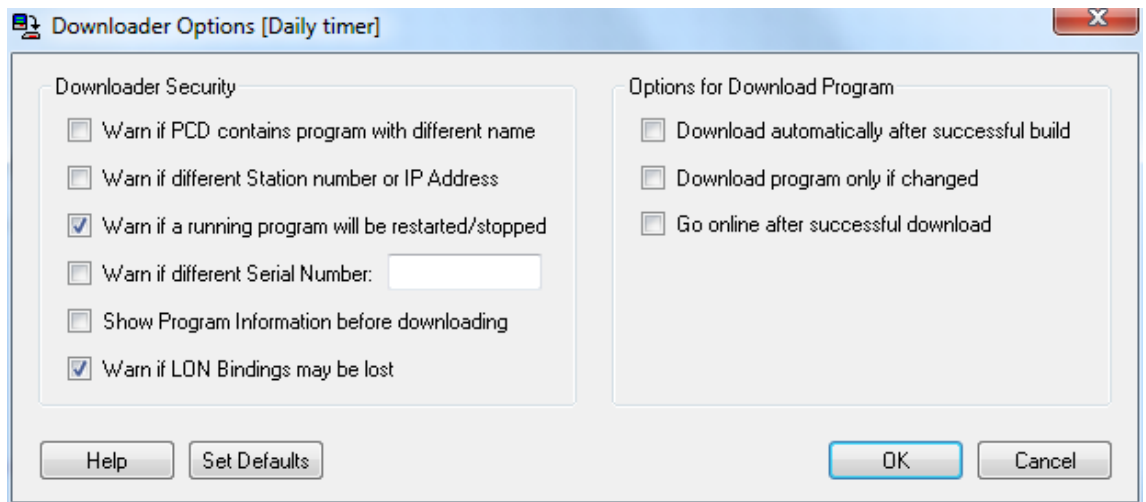 Downloader Options [Daily timer]
Downloader Security
Warn if PCD contains program with different name
Warn if different Station number or IP Address
Warn if a running program will be restarted/stopped
Warn if different Serial Number:
Show Program Information before downloading
Warn if LON Bindings may be lost
Options for Download Program
Download automatically after successful build
Download program only if changed
Go online after successful download
Help
Set Defaults
OK
Cancel